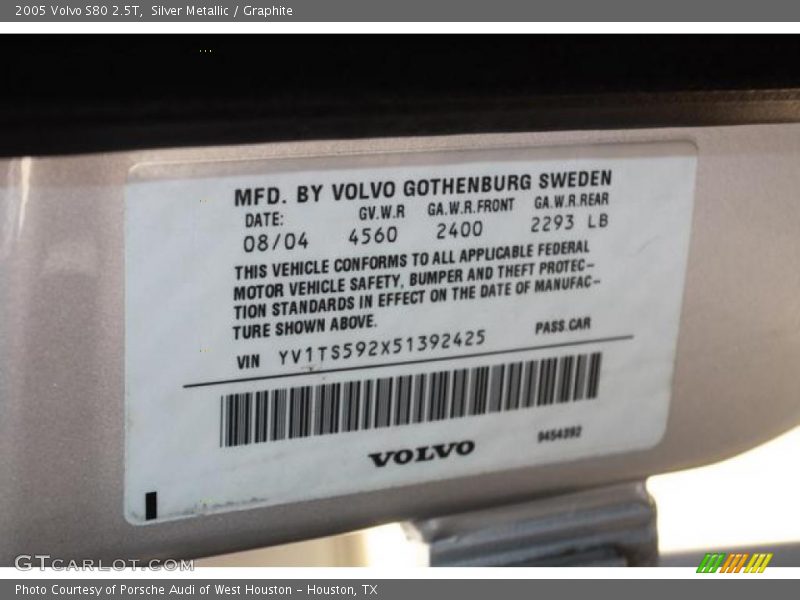 2005 Volvo S80 2.5T, Silver Metallic / Graphite
MFD. BY VOLVO GOTHENBURG SWEDEN
DATE: GV.W.R GA.W.R.FRONT GA.W.R.REAR
08/04 4560 2400 2293 LB
THIS VEHICLE CONFORMS TO ALL APPLICABLE FEDERAL
MOTOR VEHICLE SAFETY, BUMPER AND THEFT PROTEC-
TION STANDARDS IN EFFECT ON THE DATE OF MANUFAC-
TURE SHOWN ABOVE.
VIN YV1TS592X51392425 PASS.CAR
VOLVO 9454392
GTCARLOT.COM
Photo Courtesy of Porsche Audi of West Houston - Houston, TX